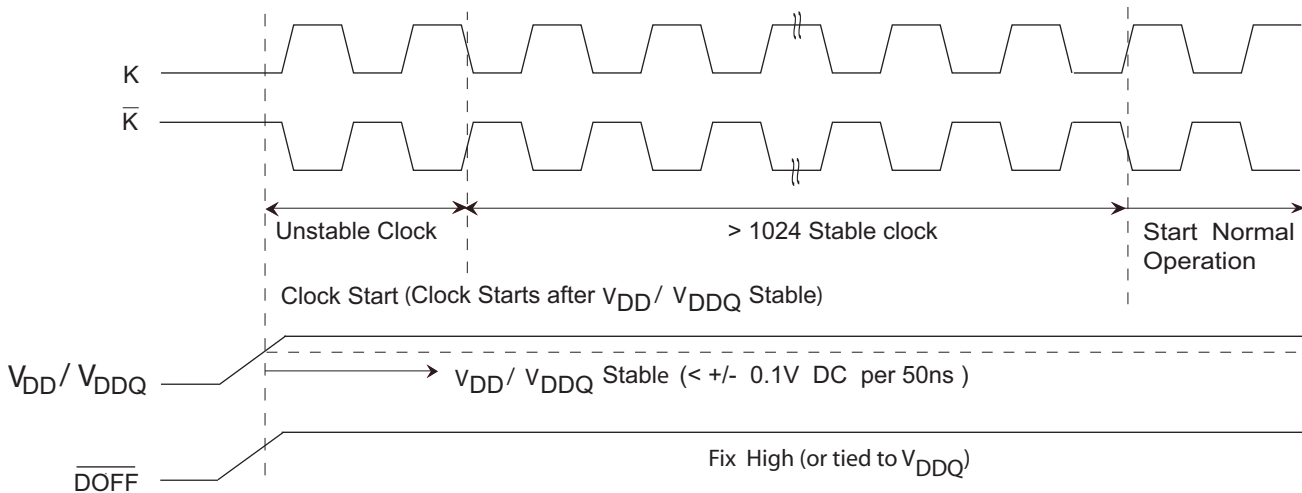 K
K̅
Unstable Clock
> 1024 Stable clock
Start Normal
Operation
Clock Start (Clock Starts after VDD / VDDQ Stable)
VDD / VDDQ
VDD / VDDQ Stable (< +/- 0.1V DC per 50ns )
D̅O̅F̅F̅
Fix High (or tied to VDDQ)